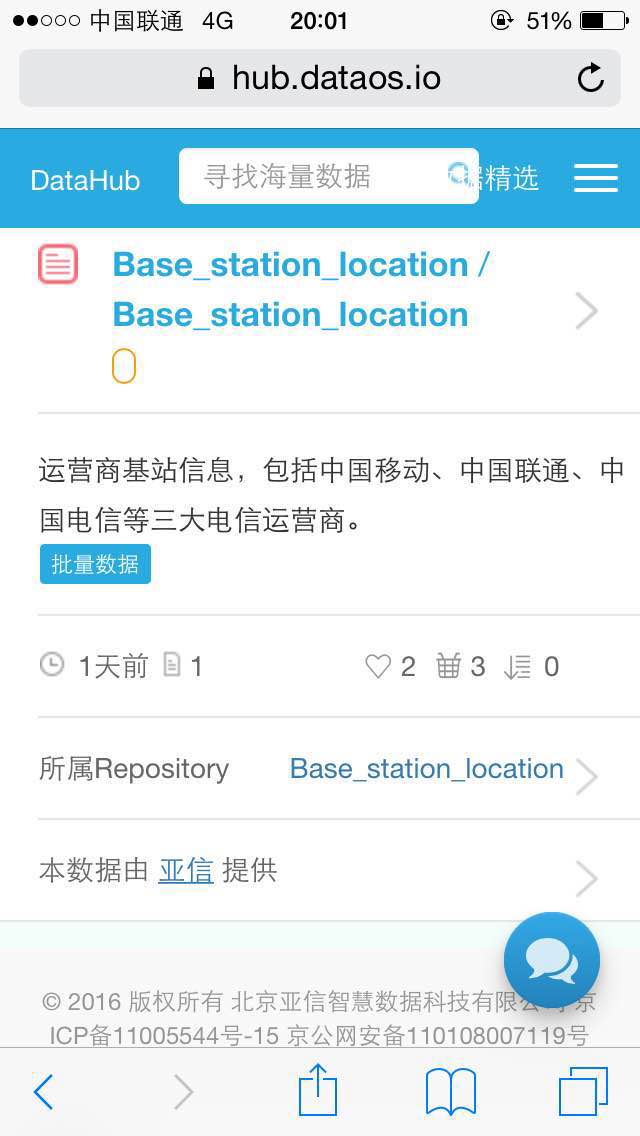 中国联通 4G 20:01 51%
hub.dataos.io
DataHub 寻找海量数据 据精选
Base_station_location /
Base_station_location
运营商基站信息，包括中国移动、中国联通、中
国电信等三大电信运营商。
批量数据
1天前 1 2 3 0
所属Repository Base_station_location
本数据由 亚信 提供
© 2016 版权所有 北京亚信智慧数据科技有限公 京
ICP备11005544号-15 京公网安备110108007119号